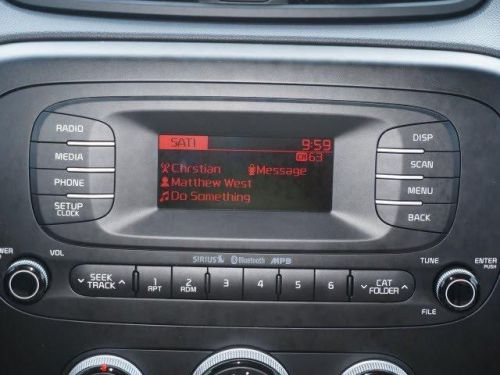 RADIO
MEDIA
PHONE
SETUP
CLOCK
SAT1 9:59
CH 63
Chrstian Message
Matthew West
Do Something
DISP
SCAN
MENU
BACK
VOL
SIRIUS Bluetooth MP3
SEEK
TRACK
1
RPT
2
RDM
3
4
5
6
CAT
FOLDER
TUNE
ENTER
PUSH
FILE